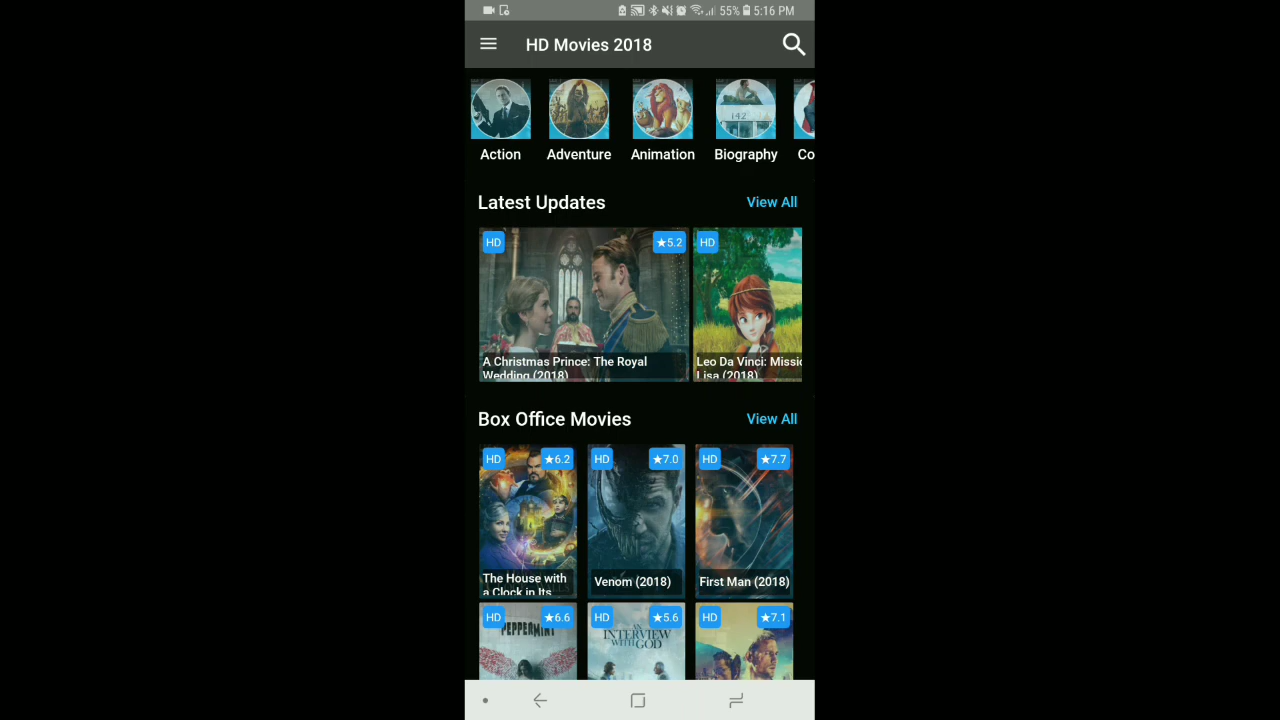 55% 5:16 PM
HD Movies 2018
Action Adventure Animation Biography Co
142
Latest Updates View All
HD ★5.2 HD
A Christmas Prince: The Royal
Wedding (2018)
Leo Da Vinci: Missio
Lisa (2018)
Box Office Movies View All
HD ★6.2 HD ★7.0 HD ★7.7
The House with
a Clock in Its
Venom (2018)
First Man (2018)
HD ★6.6 HD ★5.6 HD ★7.1
PEPPERMINT
AN
INTERVIEW
WITH GOD